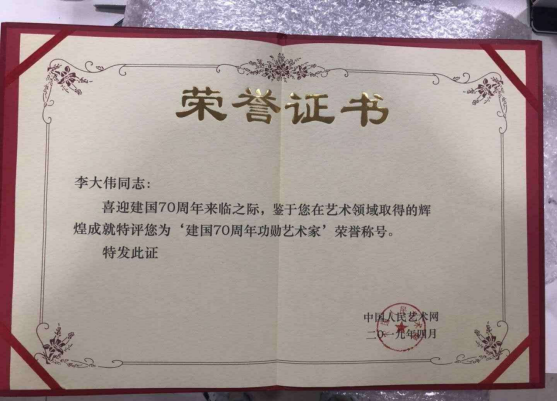 荣誉证书
李大伟同志：
喜迎建国70周年来临之际，鉴于您在艺术领域取得的辉
煌成就特评您为‘建国70周年功勋艺术家’荣誉称号。
特发此证
中国人民艺术网
二〇一九年四月